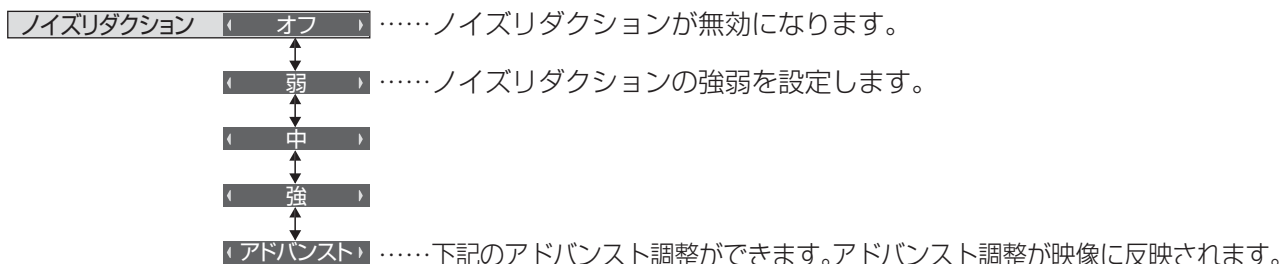 ノイズリダクション オフ ……ノイズリダクションが無効になります。
弱 ……ノイズリダクションの強弱を設定します。
中
強
アドバンスト ……下記のアドバンスト調整ができます。アドバンスト調整が映像に反映されます。